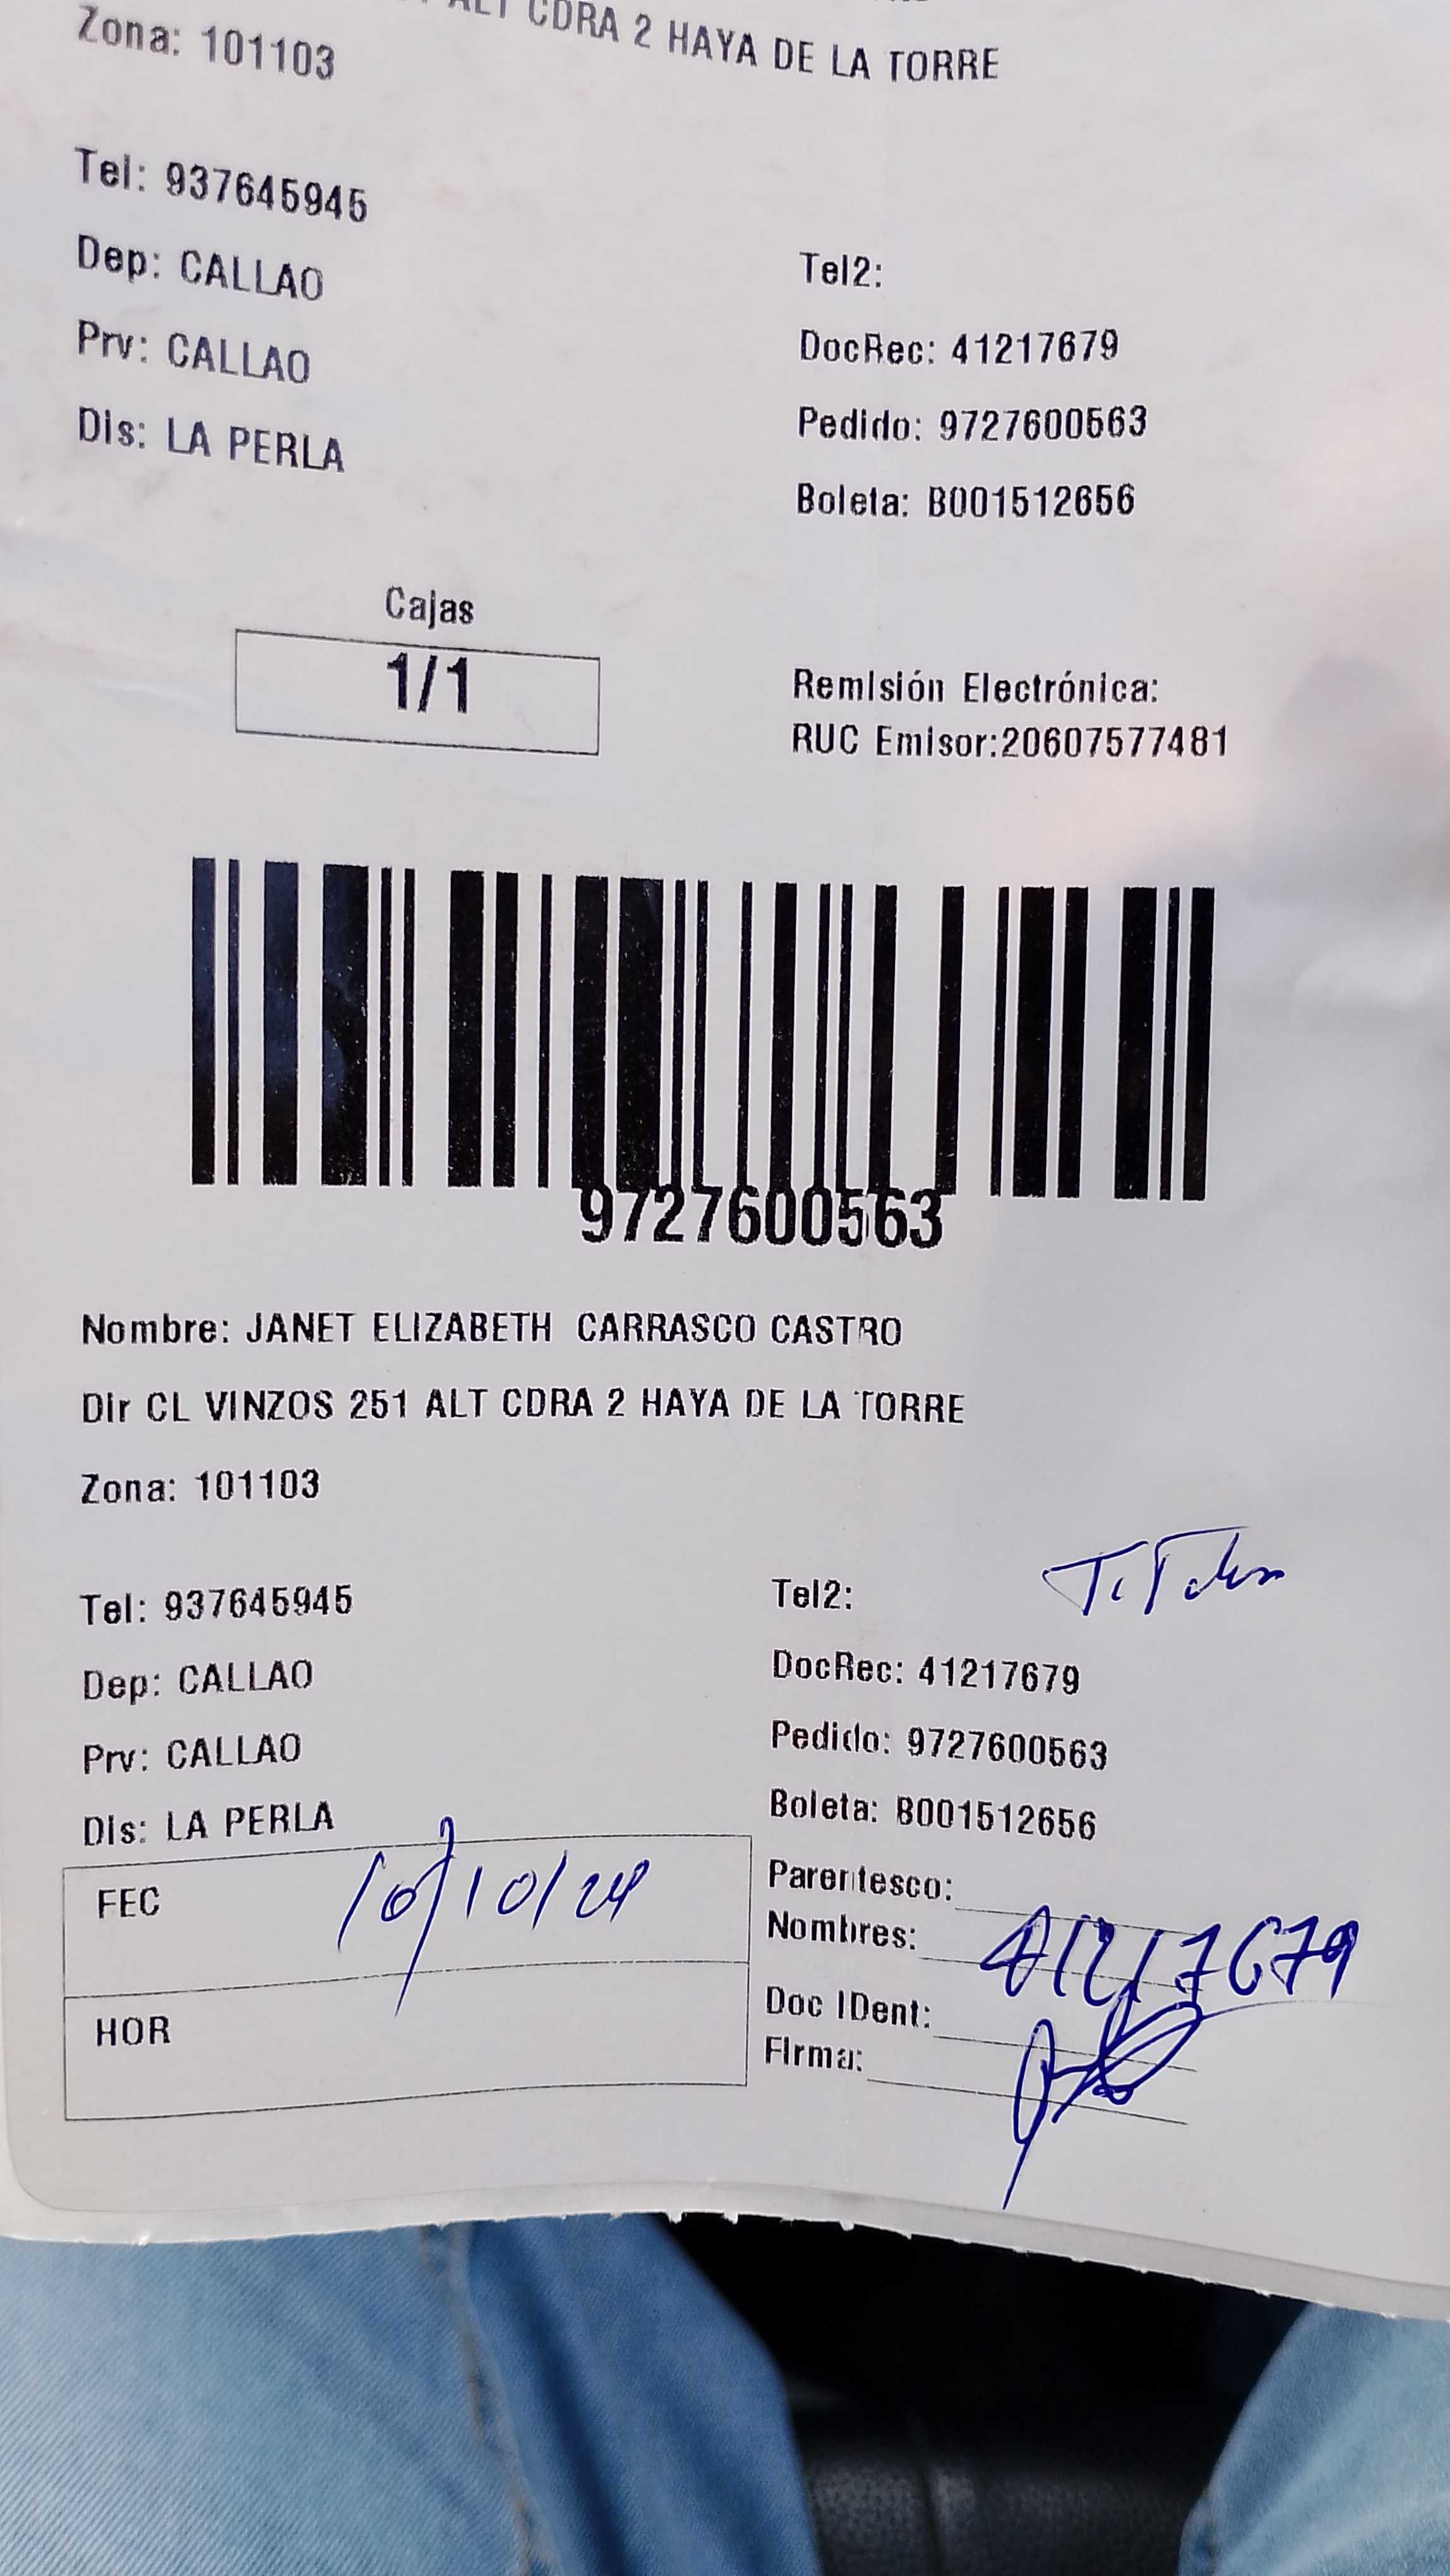 ALT CDRA 2 HAYA DE LA TORRE
Zona: 101103
Tel: 937645945
Tel2:
Dep: CALLAO
DocRec: 41217679
Prv: CALLAO
Pedido: 9727600563
Dis: LA PERLA
Boleta: B001512656
Cajas
1/1
Remisión Electrónica:
RUC Emisor:20607577481
9727600563
Nombre: JANET ELIZABETH CARRASCO CASTRO
Dir CL VINZOS 251 ALT CDRA 2 HAYA DE LA TORRE
Zona: 101103
Titular
Tel: 937645945
Tel2:
Dep: CALLAO
DocRec: 41217679
Prv: CALLAO
Pedido: 9727600563
Dis: LA PERLA
Boleta: B001512656
FEC 10/10/24
HOR
Parentesco:
Nombres: 41217679
Doc IDent:
Firma: